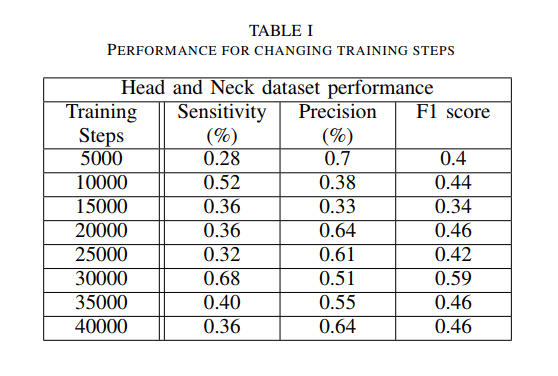 TABLE I
PERFORMANCE FOR CHANGING TRAINING STEPS
Head and Neck dataset performance
Training Steps Sensitivity (%) Precision (%) F1 score
5000 0.28 0.7 0.4
10000 0.52 0.38 0.44
15000 0.36 0.33 0.34
20000 0.36 0.64 0.46
25000 0.32 0.61 0.42
30000 0.68 0.51 0.59
35000 0.40 0.55 0.46
40000 0.36 0.64 0.46